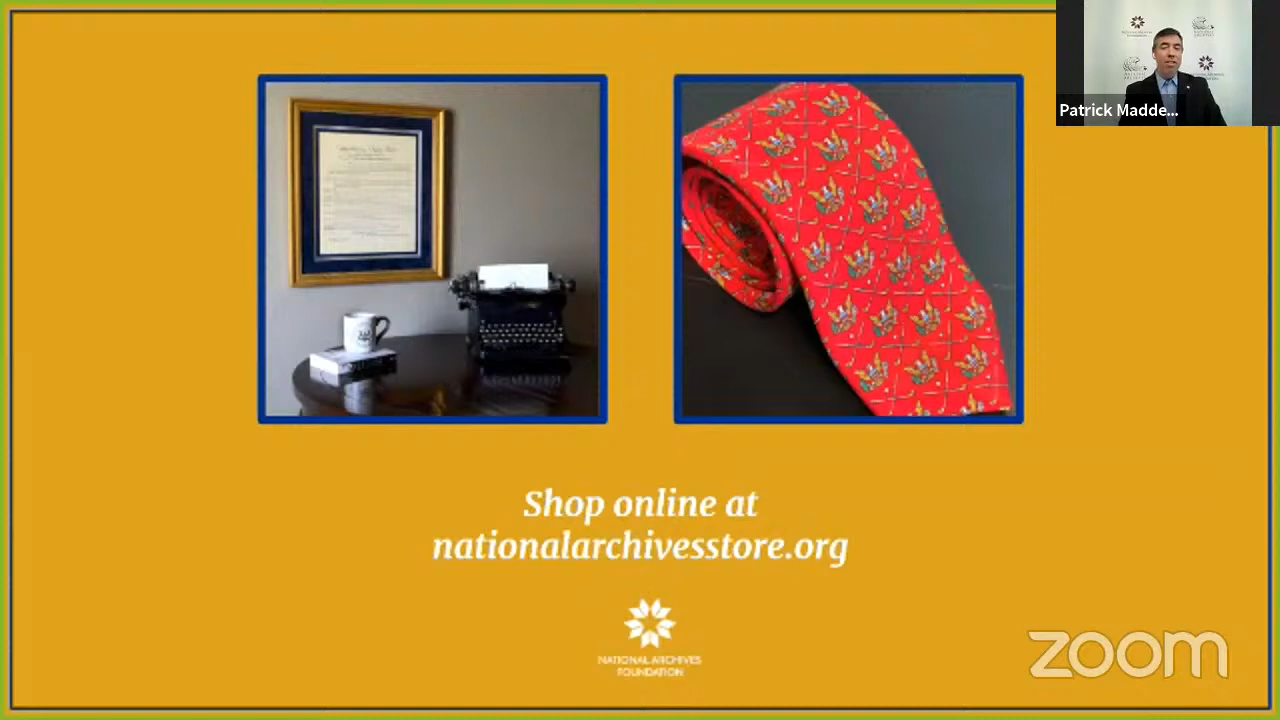 Patrick Madde...
Shop online at
nationalarchivesstore.org
NATIONAL ARCHIVES
FOUNDATION
zoom